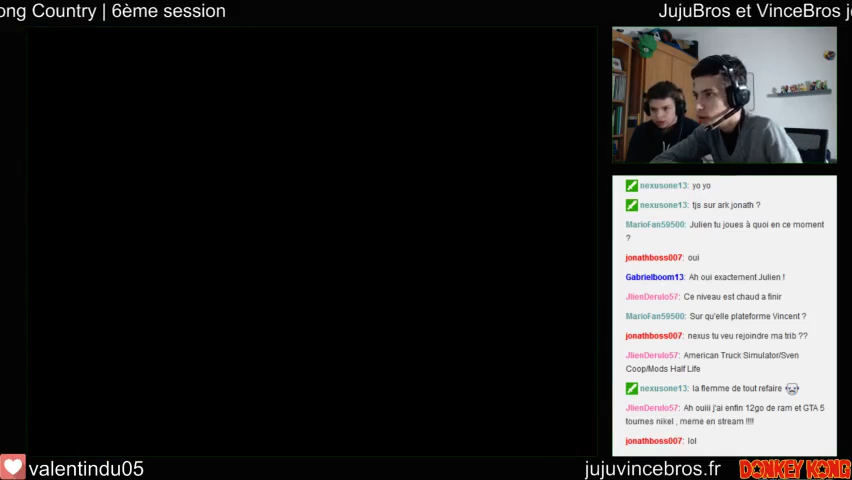 ong Country | 6ème session
JujuBros et VinceBros jo
nexusone13: yo yo
nexusone13: tjs sur ark jonath ?
MarioFan59500: Julien tu joues à quoi en ce moment
?
jonathboss007: oui
Gabrielboom13: Ah oui exactement Julien !
JlienDerulo57: Ce niveau est chaud a finir
MarioFan59500: Sur qu'elle plateforme Vincent ?
jonathboss007: nexus tu veu rejoindre ma trib ??
JlienDerulo57: American Truck Simulator/Sven
Coop/Mods Half Life
nexusone13: la flemme de tout refaire
JlienDerulo57: Ah ouiii j'ai enfin 12go de ram et GTA 5
tournes nikel , meme en stream !!!!
jonathboss007: lol
valentindu05
jujuvincebros.fr
DONKEY KONG